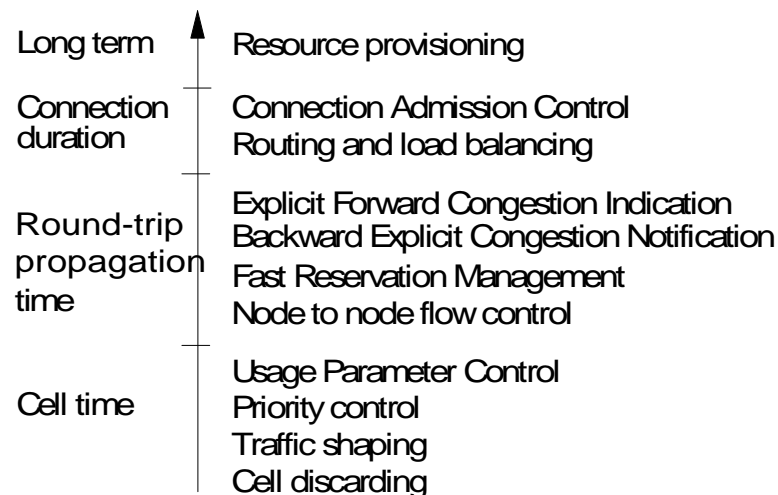 Long term
Resource provisioning
Connection
duration
Connection Admission Control
Routing and load balancing
Round-trip
propagation
time
Explicit Forward Congestion Indication
Backward Explicit Congestion Notification
Fast Reservation Management
Node to node flow control
Cell time
Usage Parameter Control
Priority control
Traffic shaping
Cell discarding